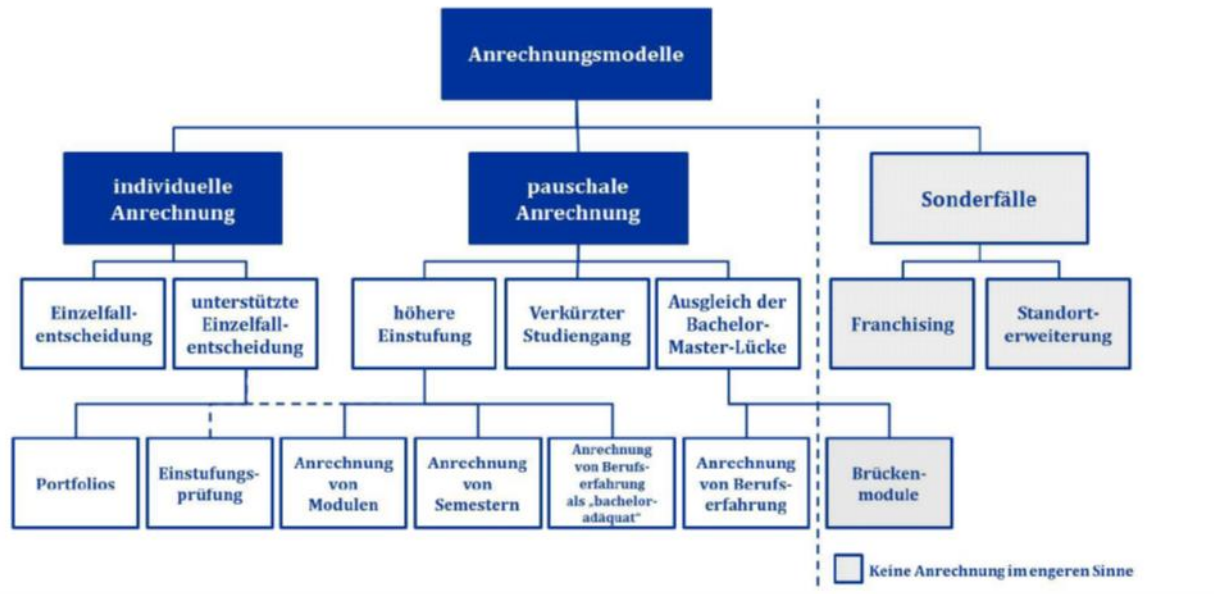 Anrechnungsmodelle
individuelle
Anrechnung
pauschale
Anrechnung
Sonderfälle
Einzelfall-
entscheidung
unterstützte
Einzelfall-
entscheidung
höhere
Einstufung
Verkürzter
Studiengang
Ausgleich der
Bachelor-
Master-Lücke
Franchising
Standort-
erweiterung
Portfolios
Einstufungs-
prüfung
Anrechnung
von
Modulen
Anrechnung
von
Semestern
Anrechnung
von Berufs-
erfahrung
als „bachelor-
adäquat“
Anrechnung
von Berufs-
erfahrung
Brücken-
module
Keine Anrechnung im engeren Sinne